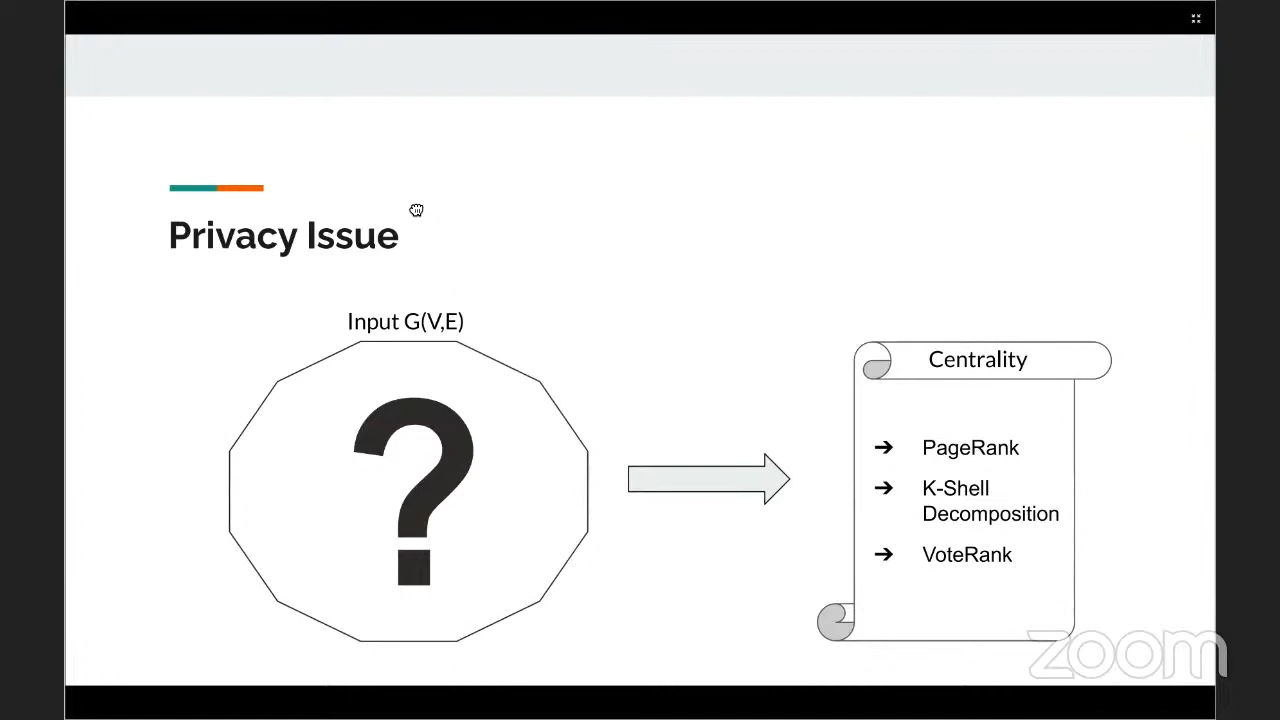 Privacy Issue
Input G(V,E)
?
Centrality
➔ PageRank
➔ K-Shell
Decomposition
➔ VoteRank
zoom